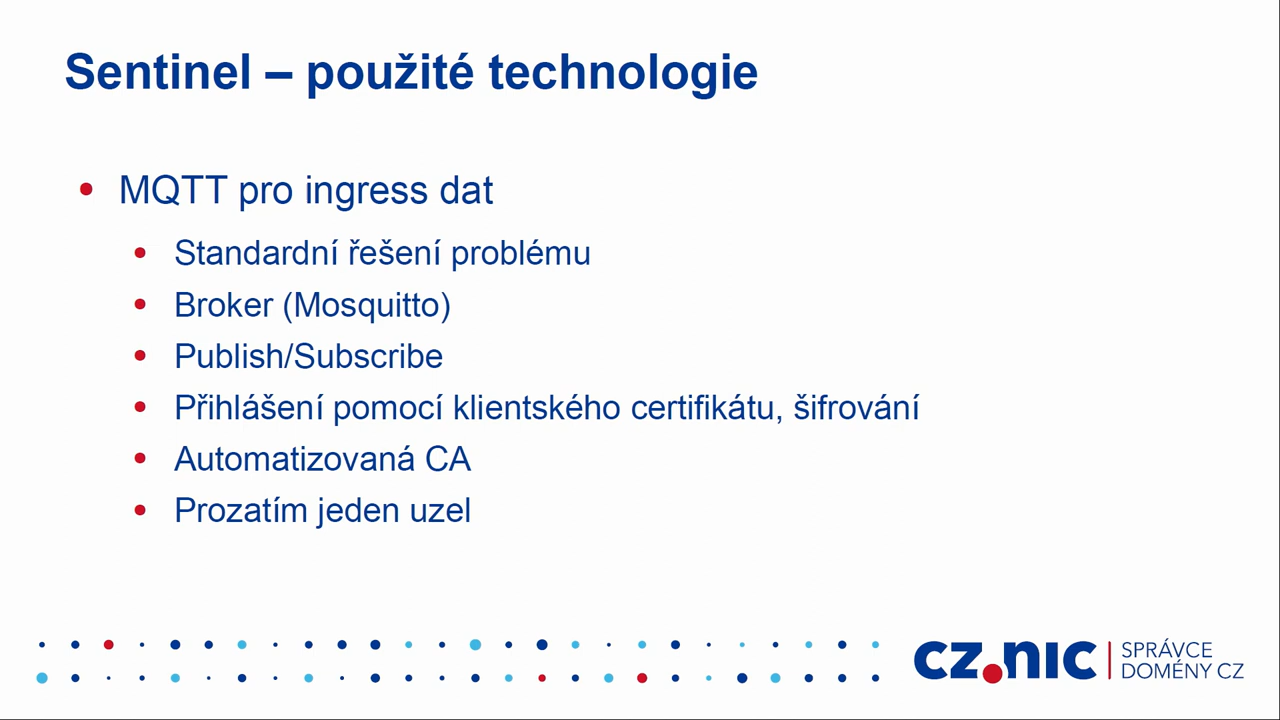 Sentinel – použité technologie
MQTT pro ingress dat
Standardní řešení problému
Broker (Mosquitto)
Publish/Subscribe
Přihlášení pomocí klientského certifikátu, šifrování
Automatizovaná CA
Prozatím jeden uzel
CZ.NIC
SPRÁVCE
DOMÉNY CZ